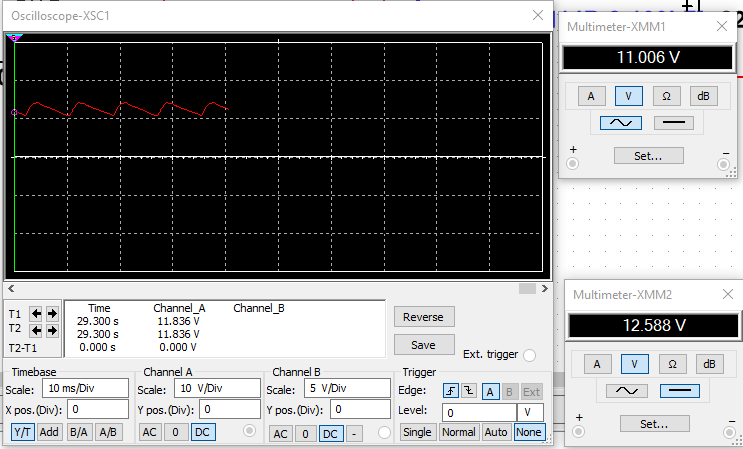 Oscilloscope-XSC1
Multimeter-XMM1
11.006 V
A V Ω dB
+ Set... −
T1
T2
T2-T1
Time Channel_A Channel_B
29.300 s 11.836 V
29.300 s 11.836 V
0.000 s 0.000 V
Reverse
Save
Ext. trigger
Timebase
Scale: 10 ms/Div
X pos.(Div): 0
Y/T Add B/A A/B
Channel A
Scale: 10 V/Div
Y pos.(Div): 0
AC 0 DC
Channel B
Scale: 5 V/Div
Y pos.(Div): 0
AC 0 DC -
Trigger
Edge: A B Ext
Level: 0 V
Single Normal Auto None
Multimeter-XMM2
12.588 V
A V Ω dB
+ Set... −